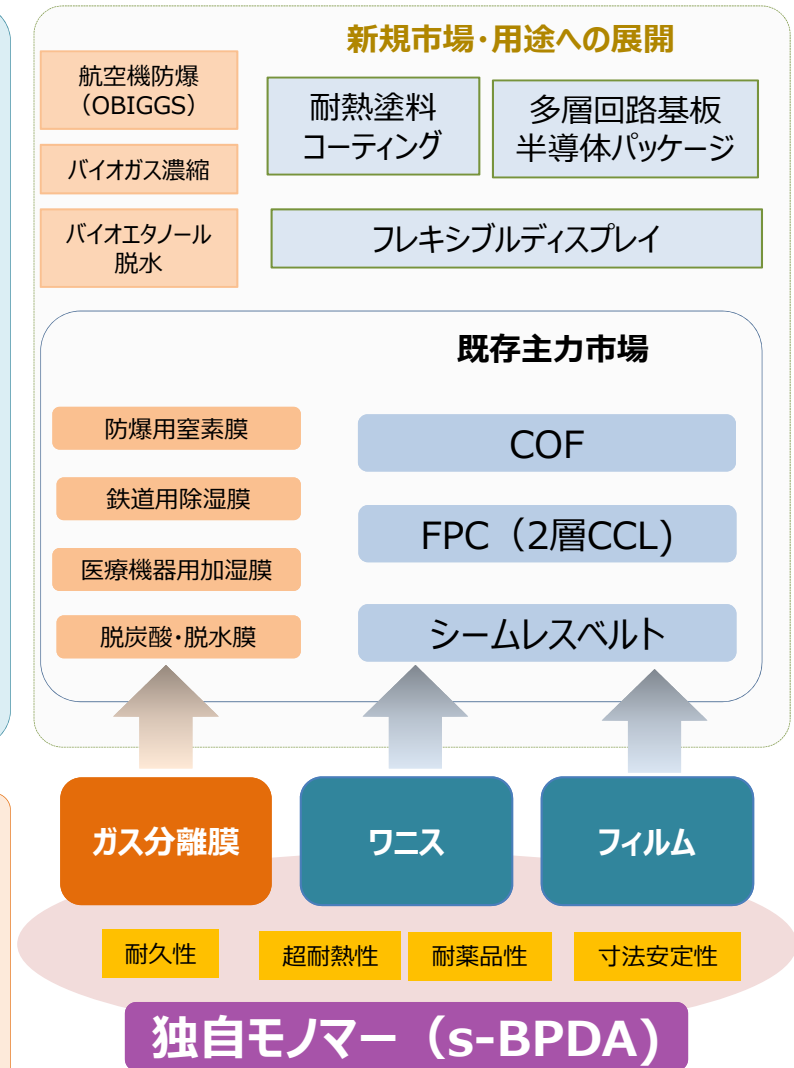 新規市場・用途への展開
航空機防爆
（OBIGGS）
バイオガス濃縮
バイオエタノール
脱水
耐熱塗料
コーティング
多層回路基板
半導体パッケージ
フレキシブルディスプレイ
既存主力市場
防爆用窒素膜
鉄道用除湿膜
医療機器用加湿膜
脱炭酸・脱水膜
COF
FPC（2層CCL)
シームレスベルト
ガス分離膜
ワニス
フィルム
耐久性
超耐熱性
耐薬品性
寸法安定性
独自モノマー（s-BPDA)